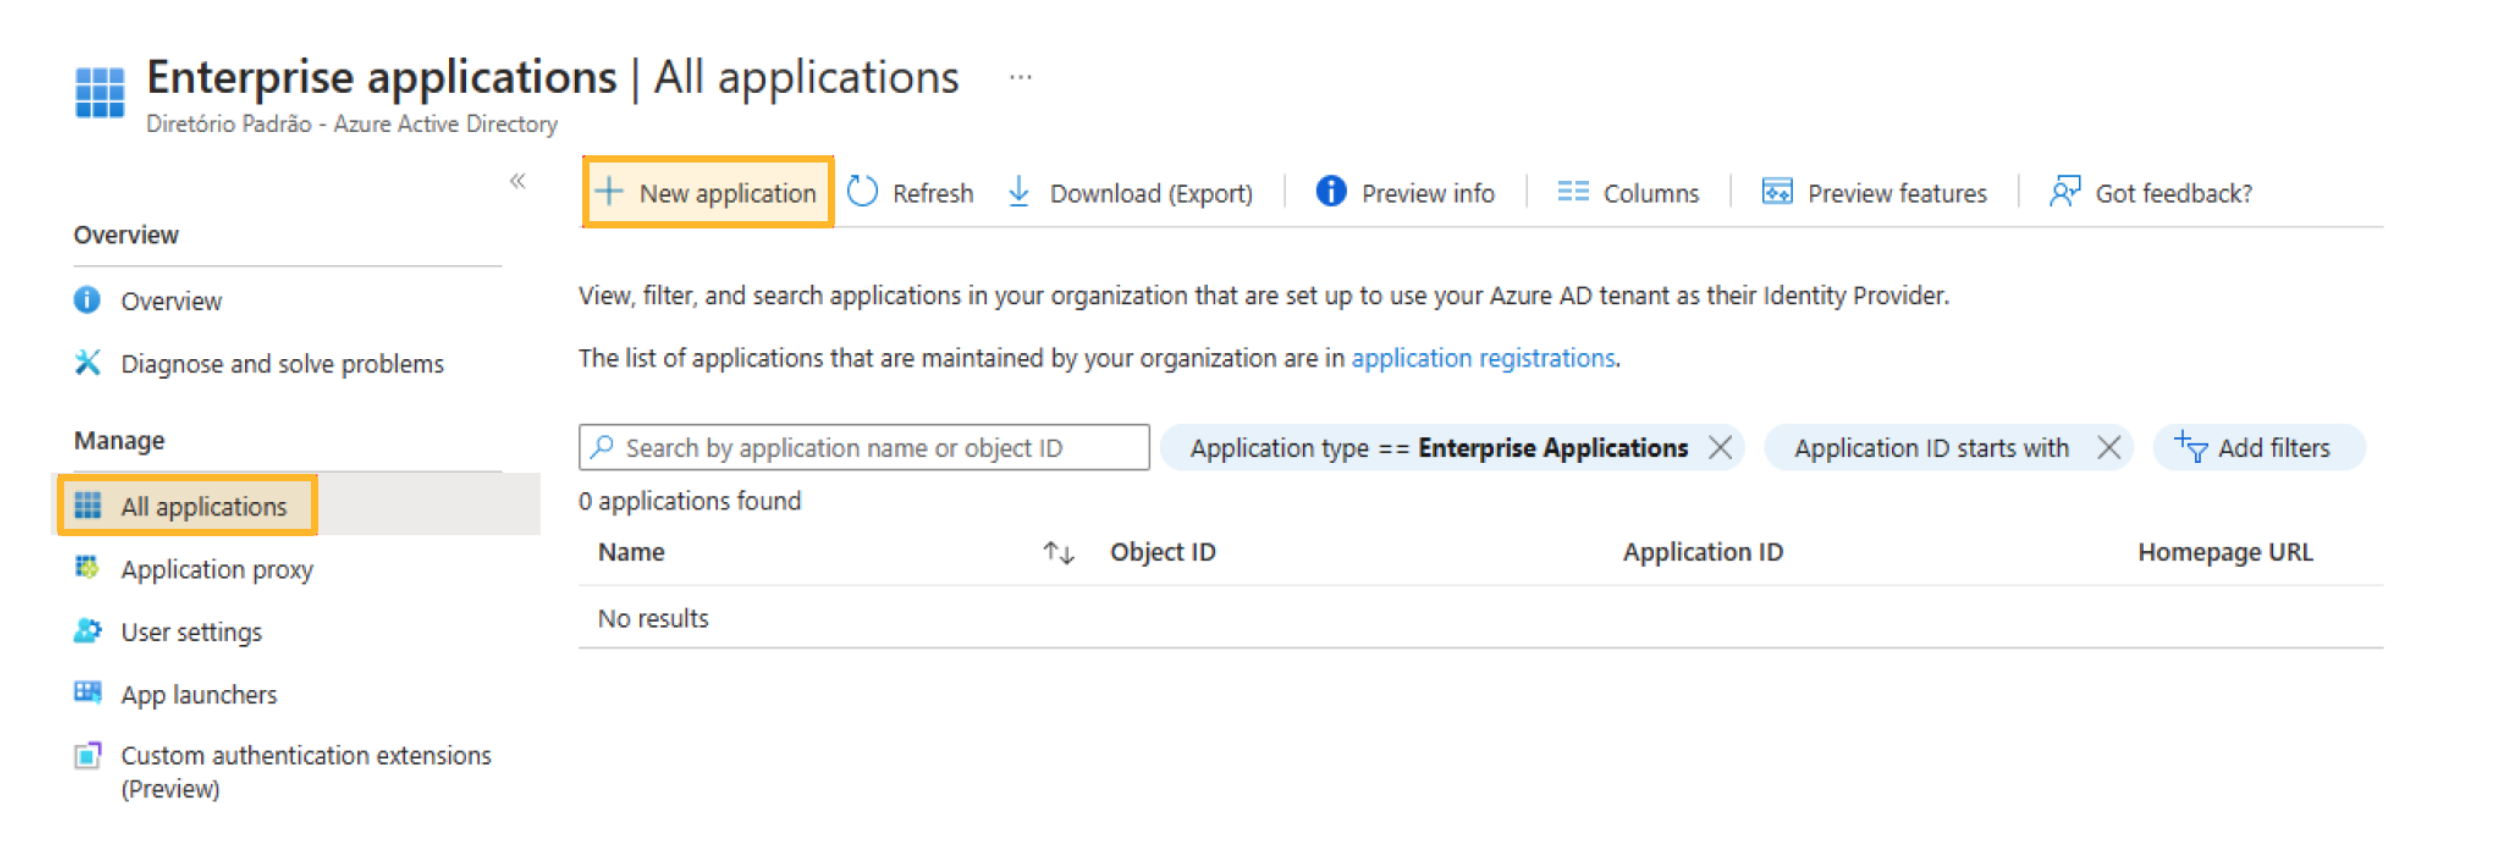 Enterprise applications | All applications ...
Diretório Padrão - Azure Active Directory
«
Overview
Overview
Diagnose and solve problems
Manage
All applications
Application proxy
User settings
App launchers
Custom authentication extensions
(Preview)
New application Refresh Download (Export) Preview info Columns Preview features Got feedback?
View, filter, and search applications in your organization that are set up to use your Azure AD tenant as their Identity Provider.
The list of applications that are maintained by your organization are in application registrations.
Search by application name or object ID Application type == Enterprise Applications Application ID starts with Add filters
0 applications found
Name Object ID Application ID Homepage URL
No results